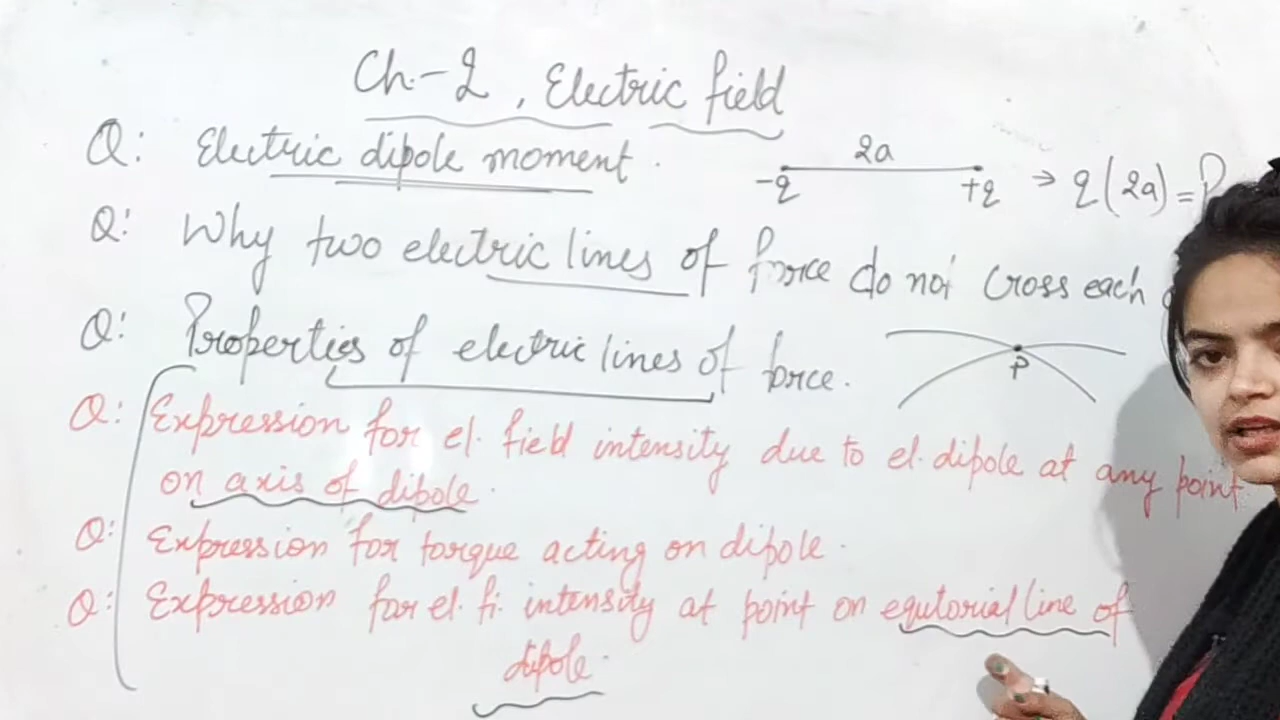 Ch.-2, Electric field
Q: Electric dipole moment. -q 2a +q → q(2a) = P
Q: Why two electric lines of force do not cross each
Q: Properties of electric lines of force. P
Q: Expression for el. field intensity due to el. dipole at any point
on axis of dipole.
Q: Expression for torque acting on dipole.
Q: Expression for el. fi. intensity at point on equtorial line of
dipole.